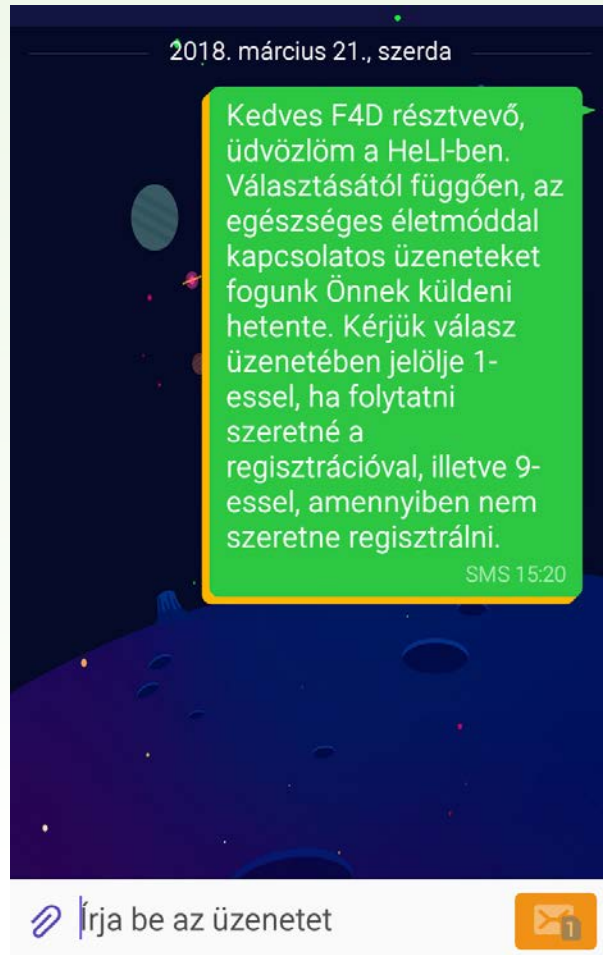 2018. március 21., szerda
Kedves F4D résztvevő,
üdvözlöm a HeLI-ben.
Választásától függően, az
egészséges életmóddal
kapcsolatos üzeneteket
fogunk Önnek küldeni
hetente. Kérjük válasz
üzenetében jelölje 1-
essel, ha folytatni
szeretné a
regisztrációval, illetve 9-
essel, amennyiben nem
szeretne regisztrálni.
SMS 15:20
Írja be az üzenetet
1